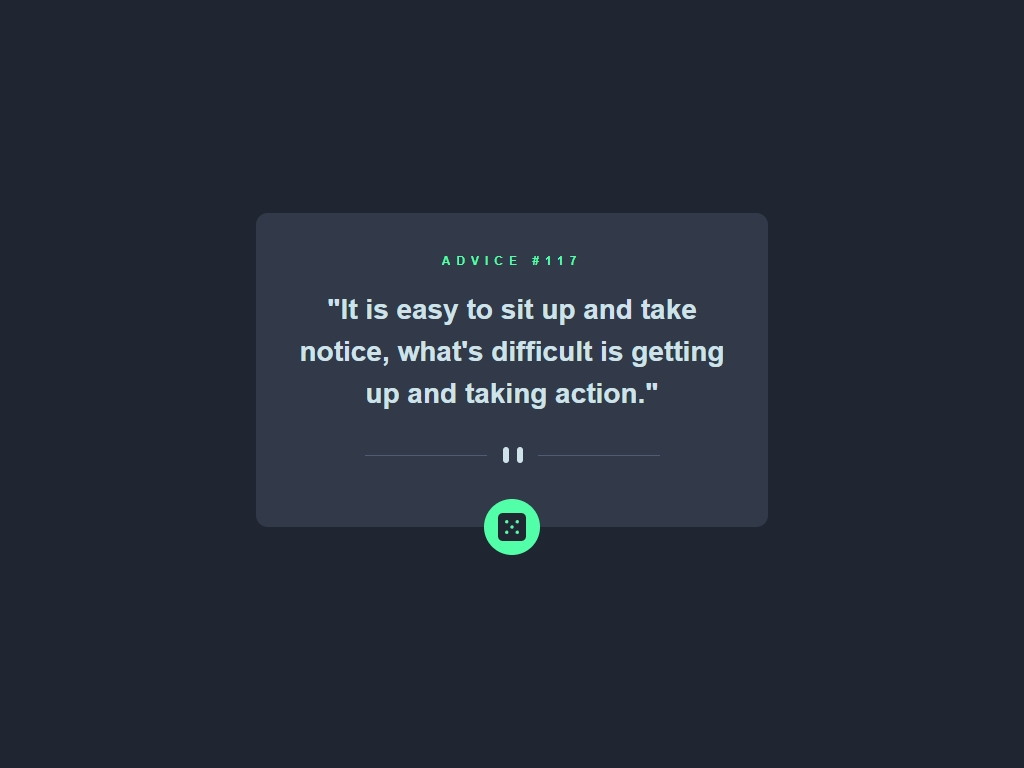 ADVICE #117
"It is easy to sit up and take
notice, what's difficult is getting
up and taking action."